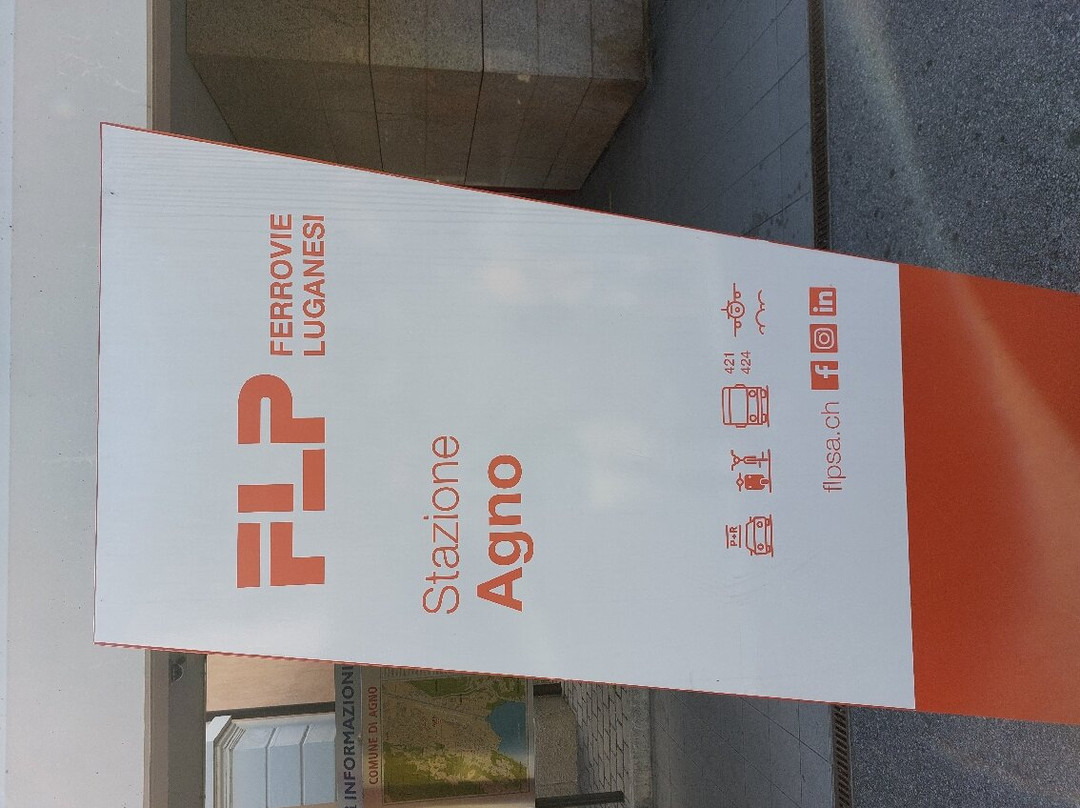 FLP FERROVIE
LUGANESI
Stazione
Agno
P+R
421
424
flpsa.ch
INFORMAZIONI
COMUNE DI AGNO